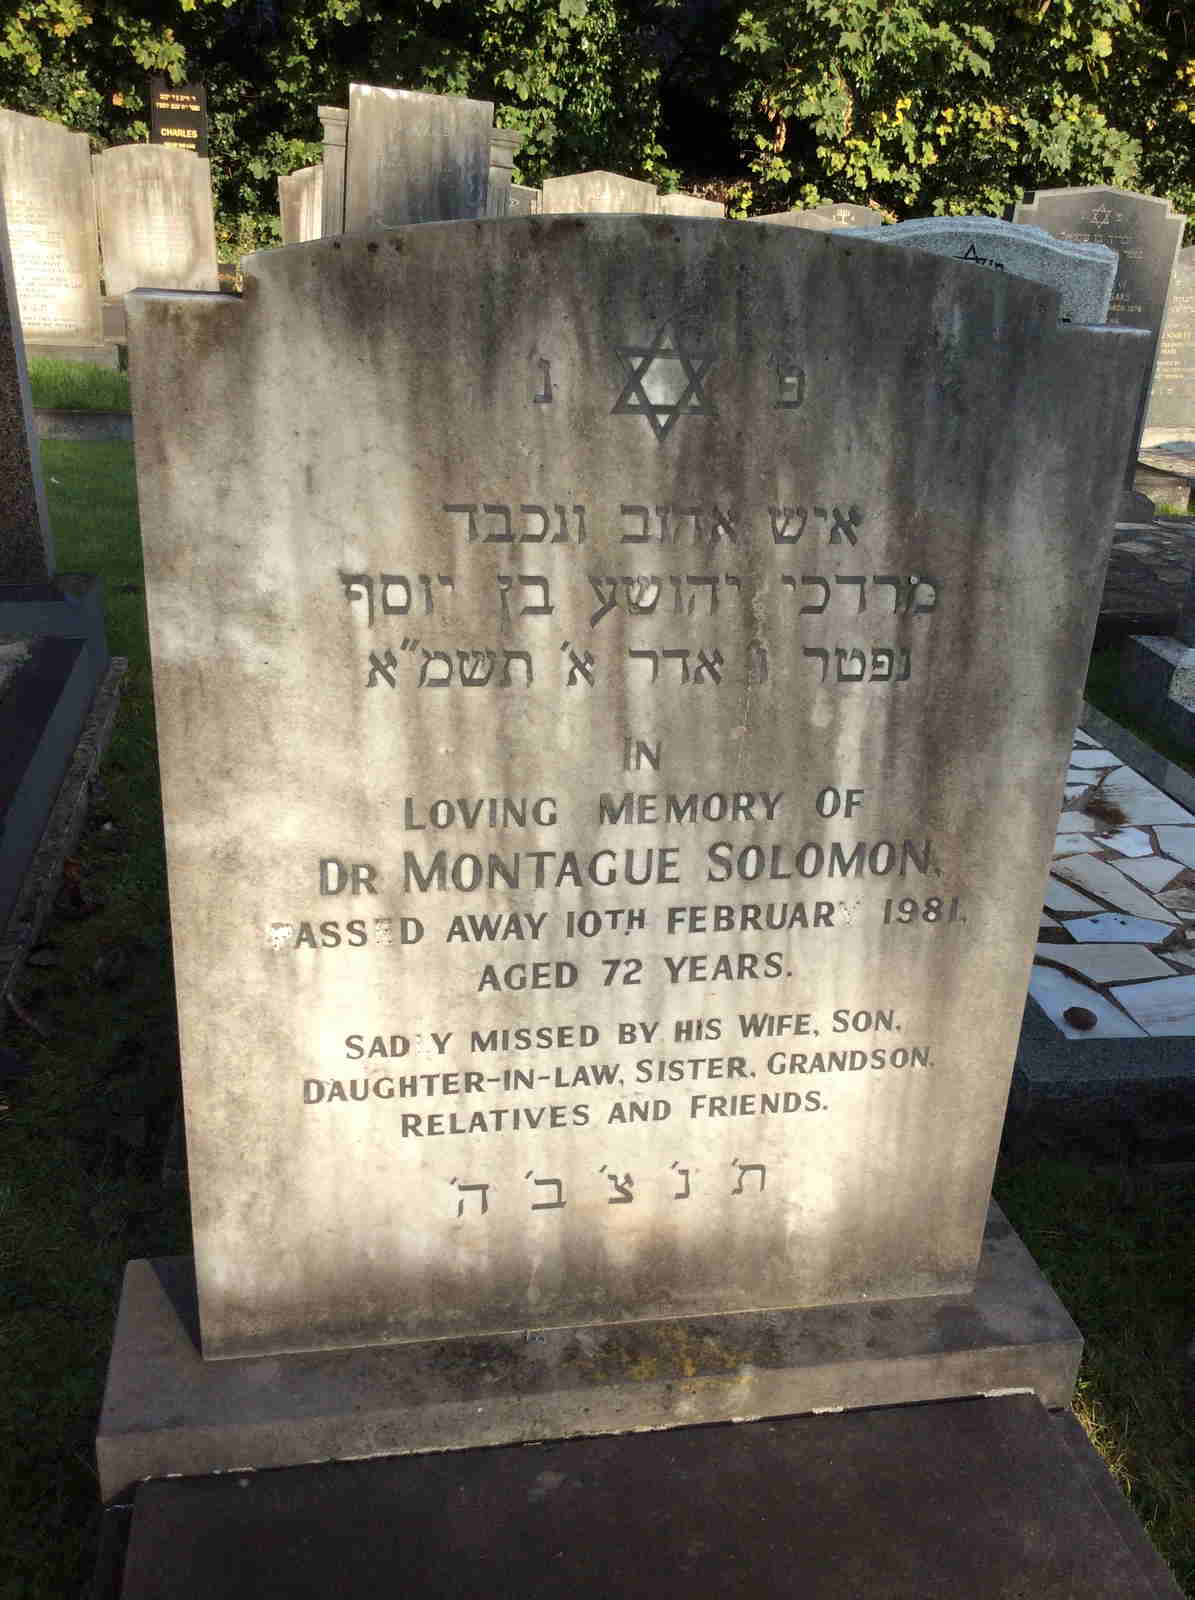 פ׳ נ׳
איש אהוב ונכבד
מרדכי יהושע בן יוסף
נפטר ו אדר א׳ תשמ״א
IN
LOVING MEMORY OF
DR MONTAGUE SOLOMON,
PASSED AWAY 10TH FEBRUARY 1981,
AGED 72 YEARS.
SADLY MISSED BY HIS WIFE, SON,
DAUGHTER-IN-LAW, SISTER, GRANDSON,
RELATIVES AND FRIENDS.
ת׳ נ׳ צ׳ ב׳ ה׳
CHARLES